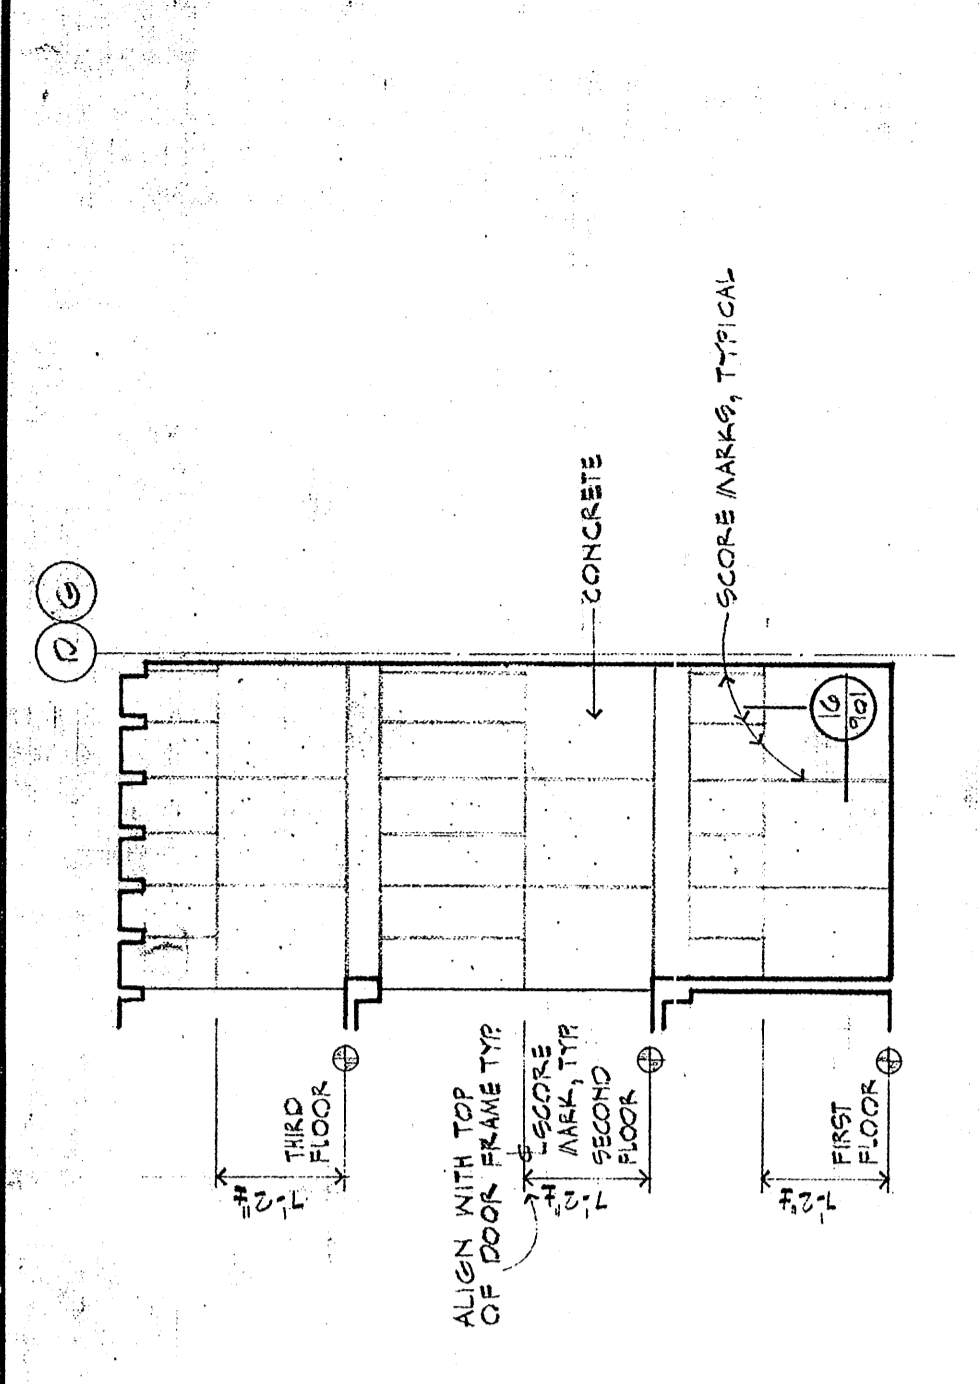 ALIGN WITH TOP
OF DOOR FRAME TYP.
THIRD
FLOOR
7'-2"±
℄ SCORE
MARK, TYP.
SECOND
FLOOR
7'-2"±
FIRST
FLOOR
7'-2"±
CONCRETE
SCORE MARKS, TYPICAL
16
901
G